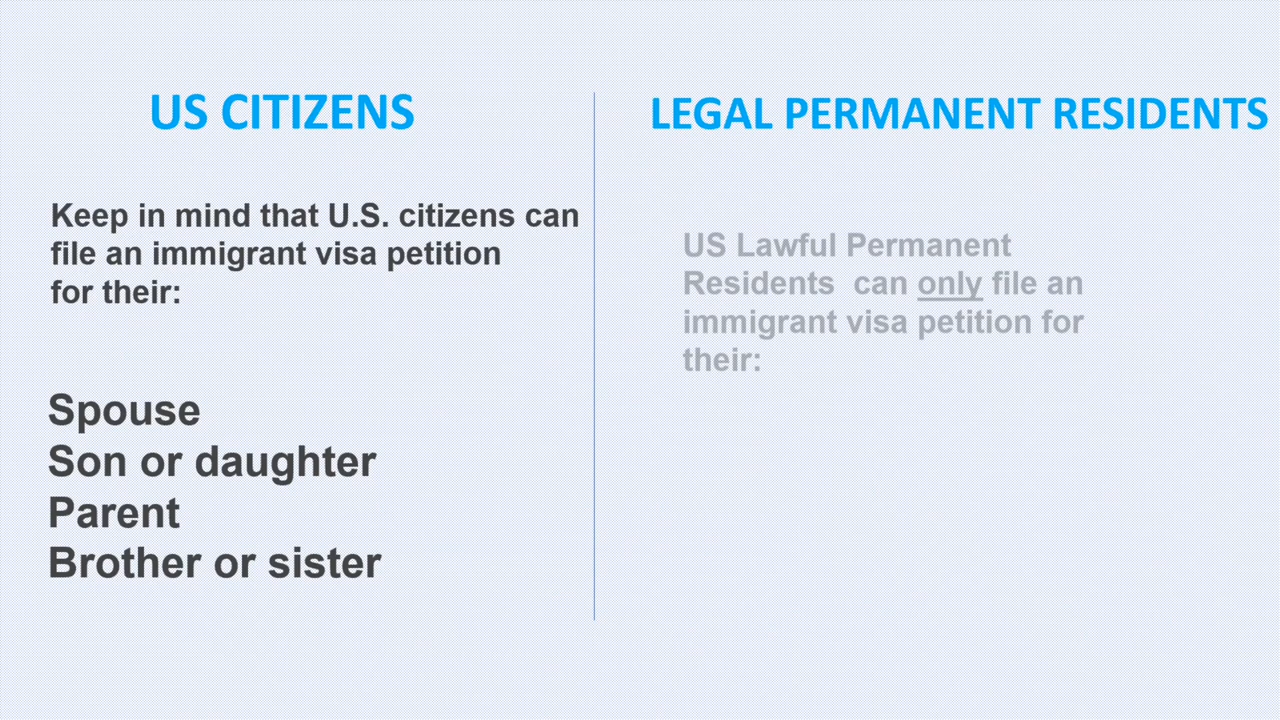 US CITIZENS
Keep in mind that U.S. citizens can
file an immigrant visa petition
for their:
Spouse
Son or daughter
Parent
Brother or sister
LEGAL PERMANENT RESIDENTS
US Lawful Permanent
Residents can only file an
immigrant visa petition for
their: